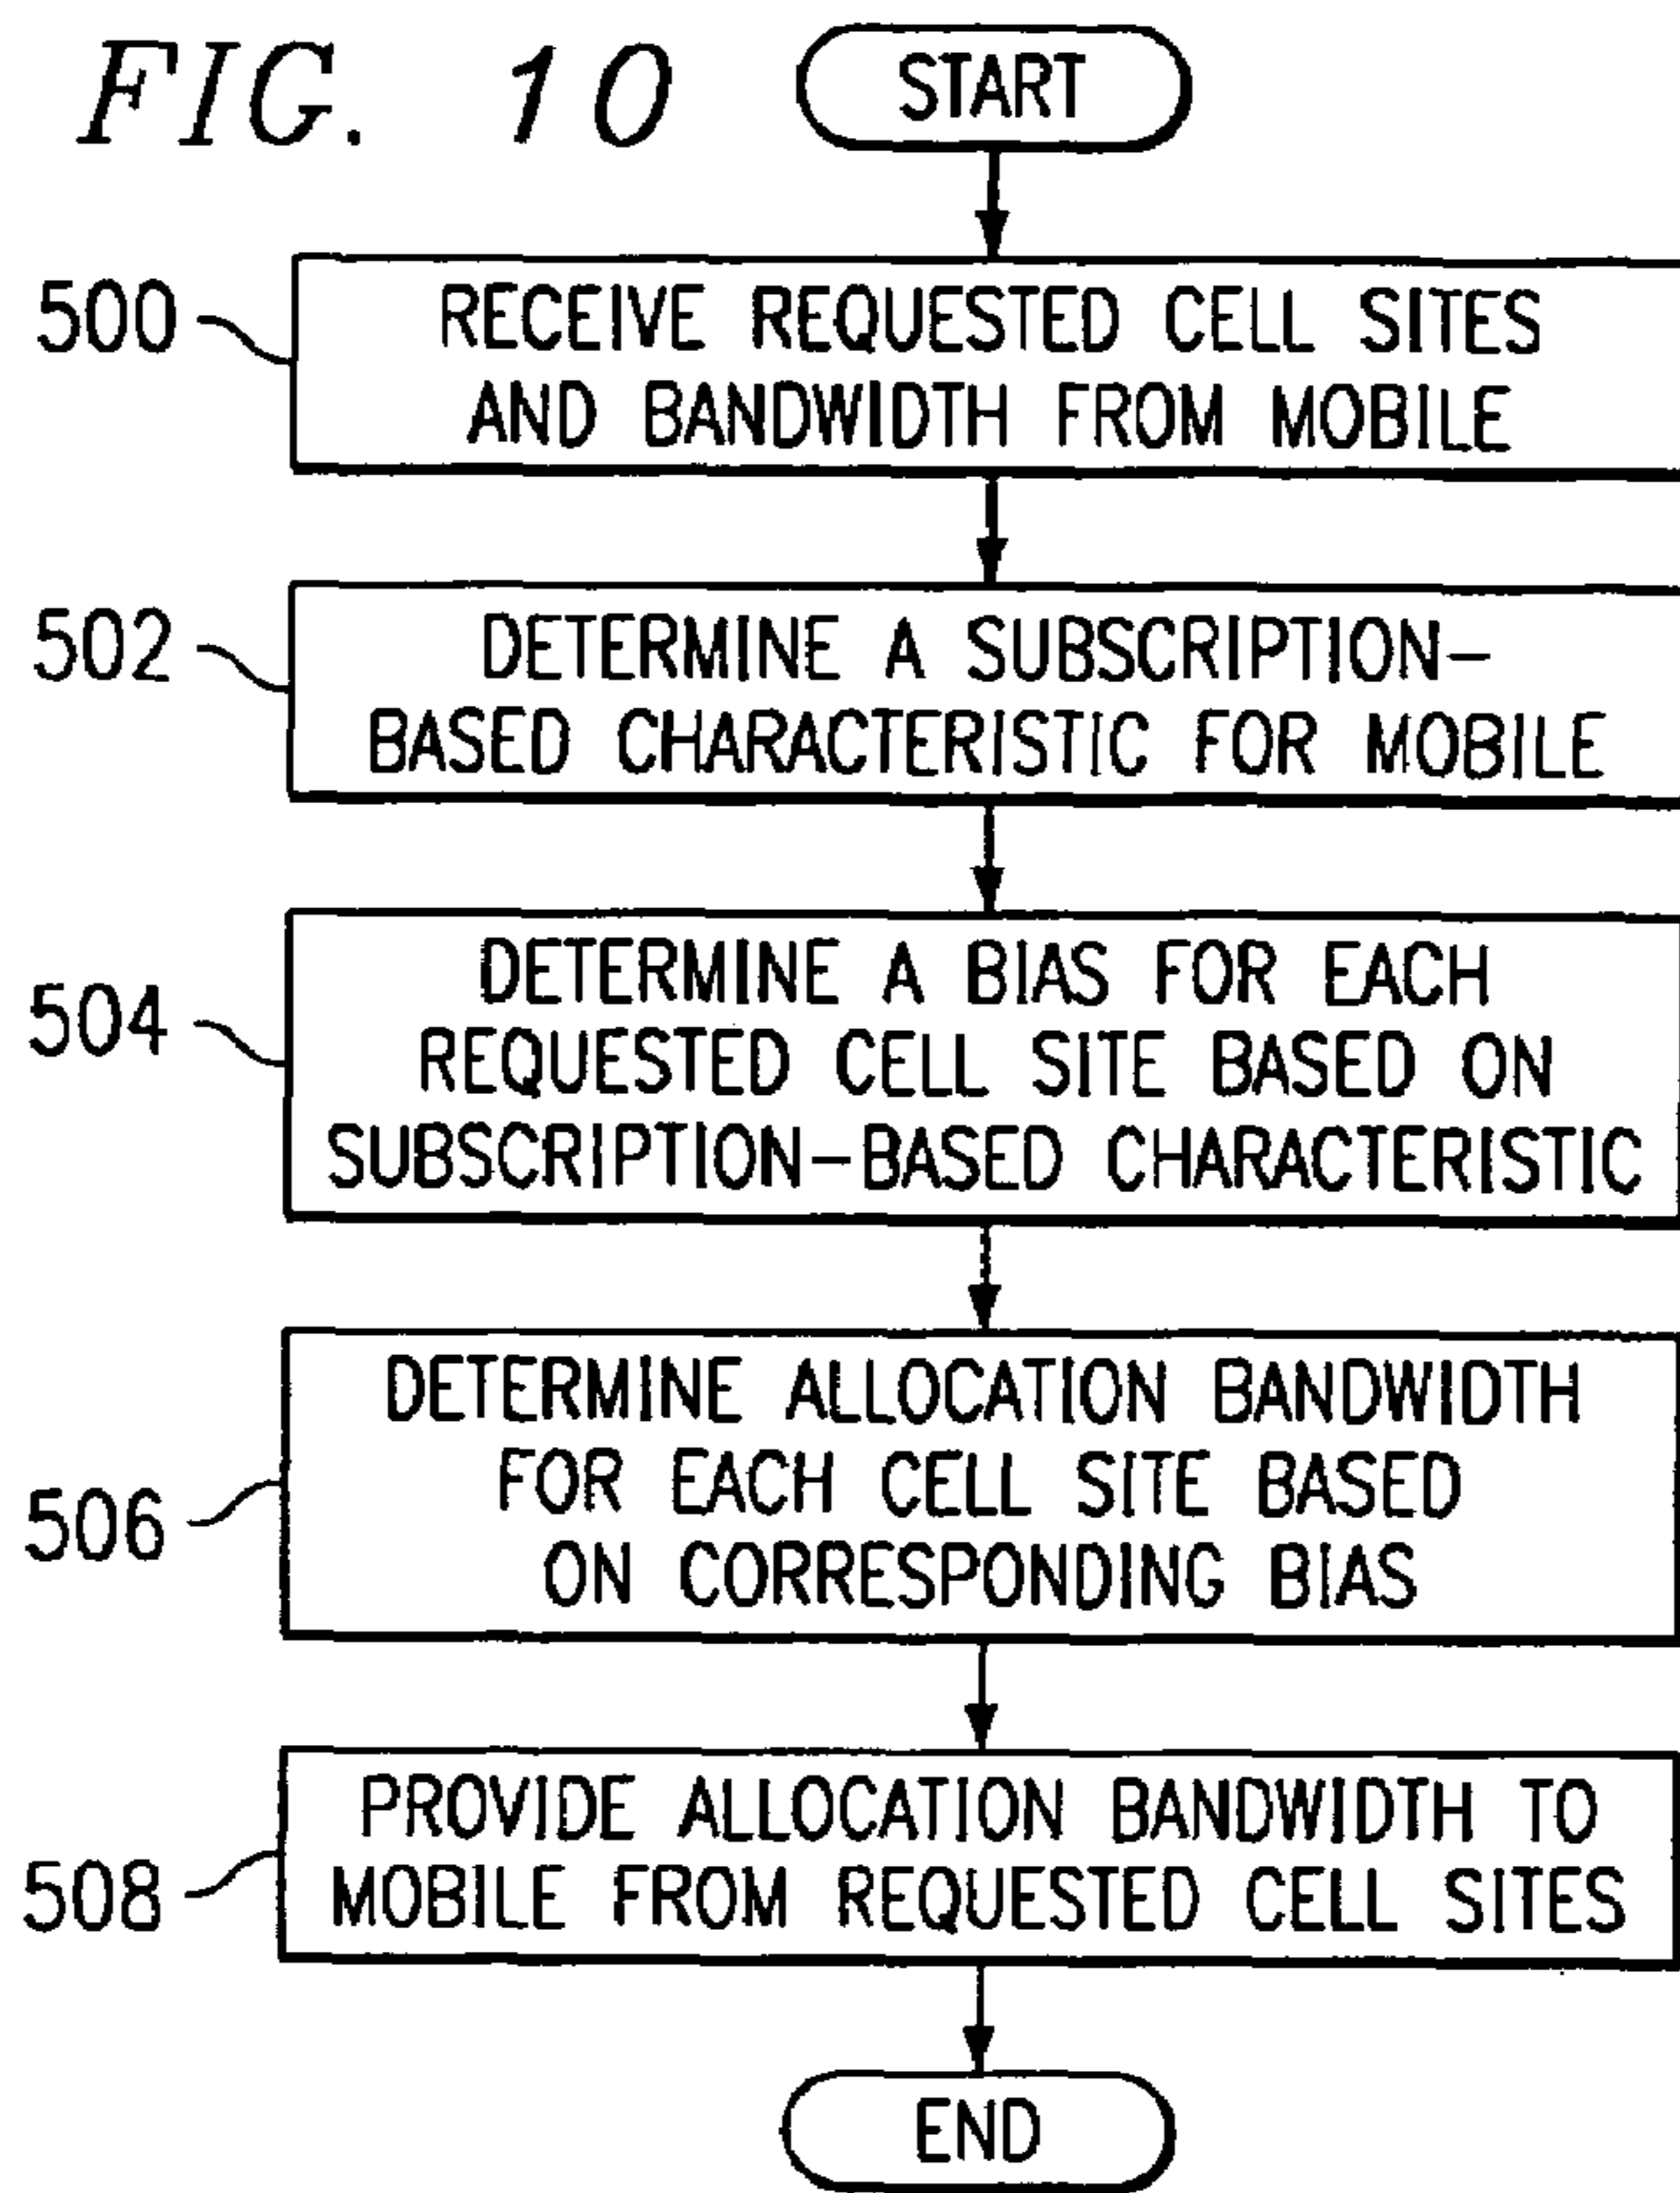 FIG. 10
START
500
RECEIVE REQUESTED CELL SITES
AND BANDWIDTH FROM MOBILE
502
DETERMINE A SUBSCRIPTION-
BASED CHARACTERISTIC FOR MOBILE
504
DETERMINE A BIAS FOR EACH
REQUESTED CELL SITE BASED ON
SUBSCRIPTION-BASED CHARACTERISTIC
506
DETERMINE ALLOCATION BANDWIDTH
FOR EACH CELL SITE BASED
ON CORRESPONDING BIAS
508
PROVIDE ALLOCATION BANDWIDTH TO
MOBILE FROM REQUESTED CELL SITES
END